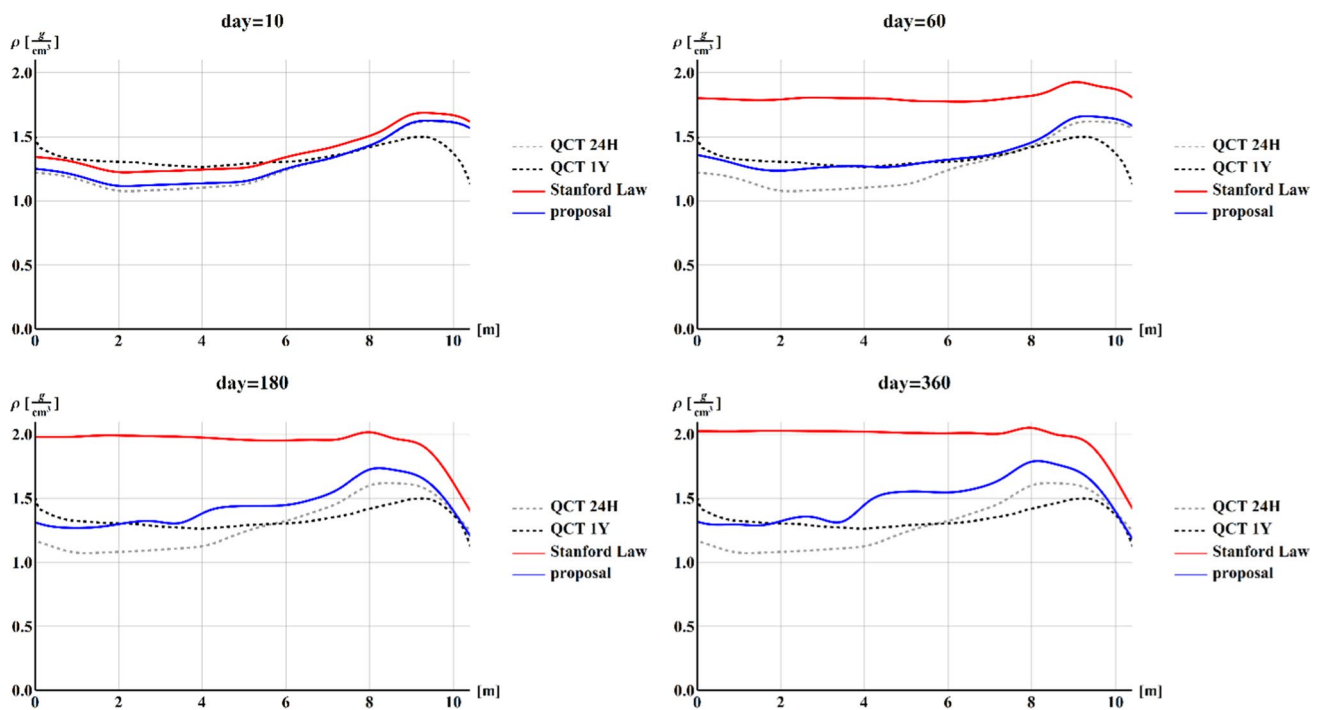 day=10
ρ [g/cm³]
2.0
1.5
1.0
0.5
0.0
0 2 4 6 8 10 [m]
QCT 24H
QCT 1Y
Stanford Law
proposal
day=60
ρ [g/cm³]
2.0
1.5
1.0
0.5
0.0
0 2 4 6 8 10 [m]
QCT 24H
QCT 1Y
Stanford Law
proposal
day=180
ρ [g/cm³]
2.0
1.5
1.0
0.5
0.0
0 2 4 6 8 10 [m]
QCT 24H
QCT 1Y
Stanford Law
proposal
day=360
ρ [g/cm³]
2.0
1.5
1.0
0.5
0.0
0 2 4 6 8 10 [m]
QCT 24H
QCT 1Y
Stanford Law
proposal